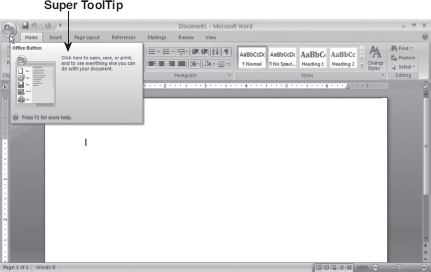 Super ToolTip
Document1 - Microsoft Word
Home Insert Page Layout References Mailings Review View
Office Button
Click here to open, save, or print,
and to see everything else you can
do with your document.
Press F1 for more help.
AaBbCcDc AaBbCcDc AaBbC AaBbCc
¶ Normal ¶ No Spaci... Heading 1 Heading 2
Change
Styles
Find
Replace
Select
Paragraph Styles Editing
Page 1 of 1 Words: 0
100%